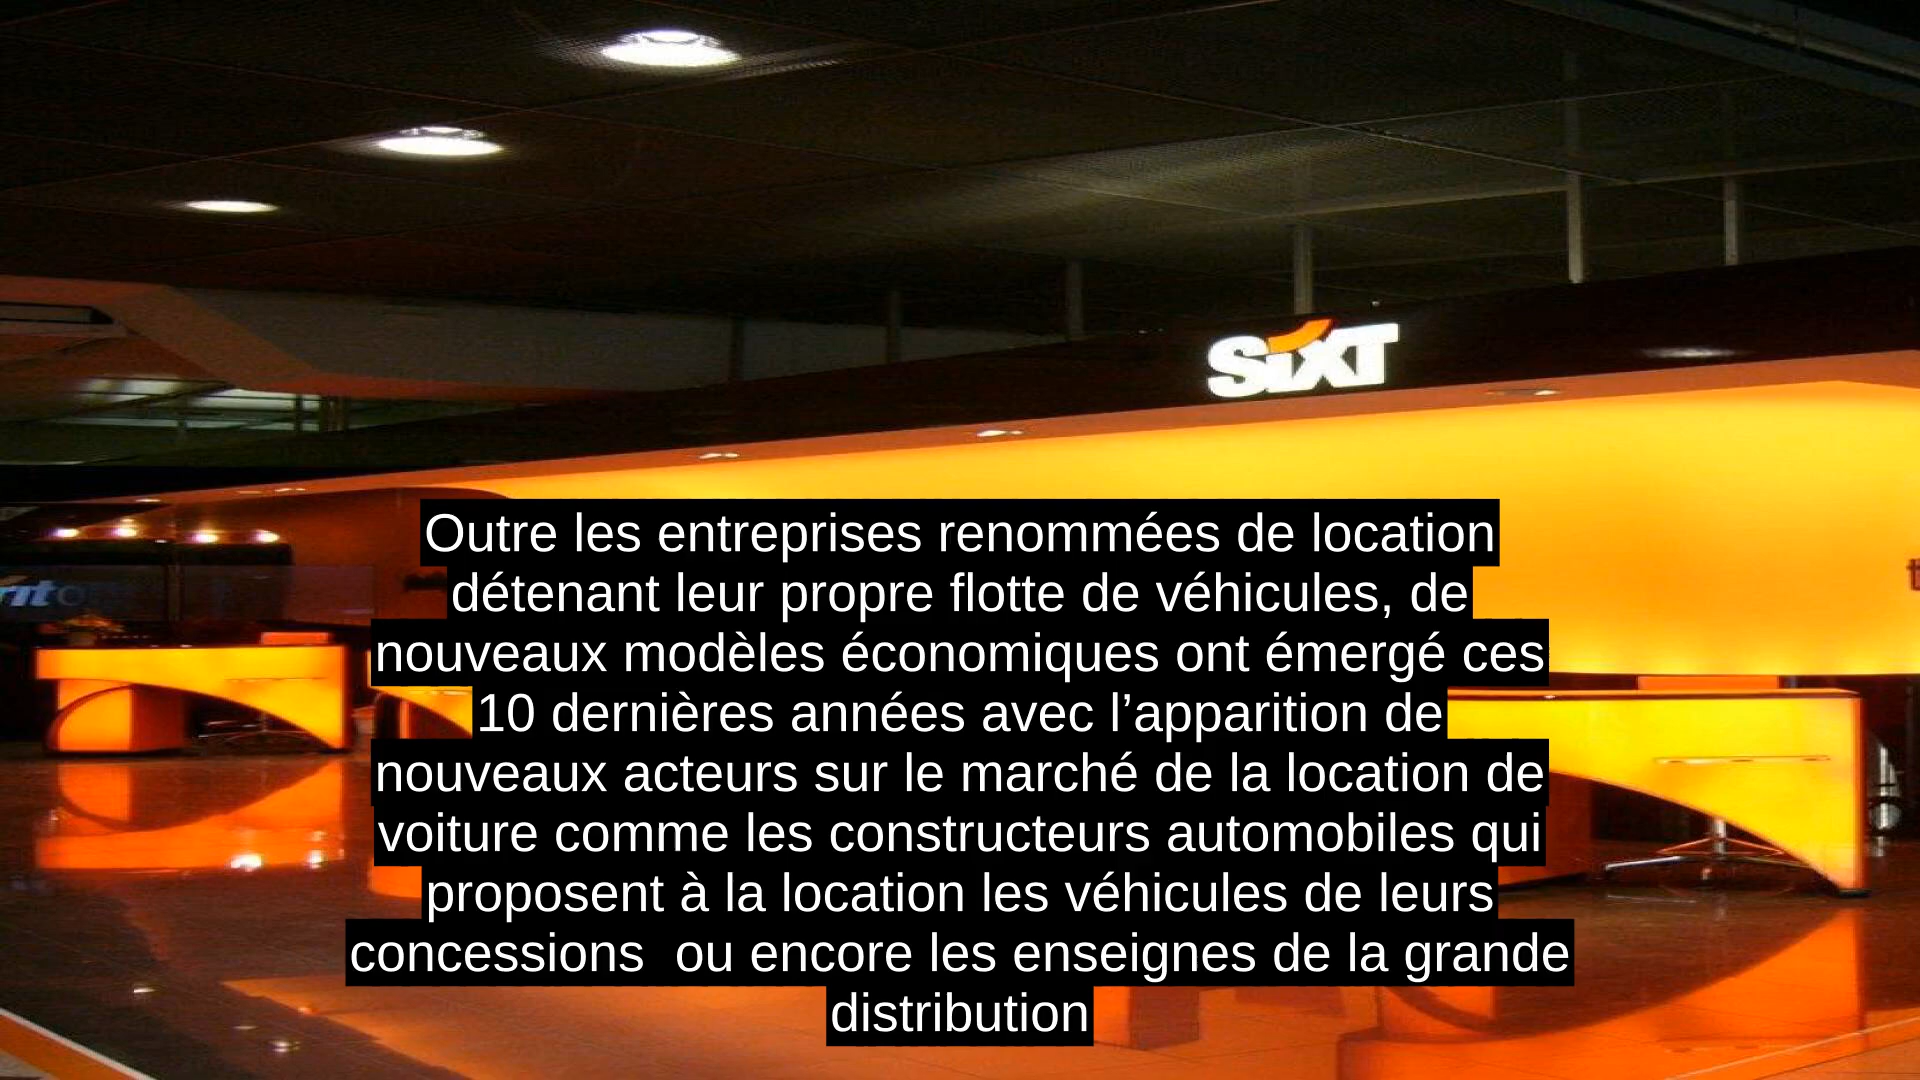 SiXT
Outre les entreprises renommées de location
détenant leur propre flotte de véhicules, de
nouveaux modèles économiques ont émergé ces
10 dernières années avec l’apparition de
nouveaux acteurs sur le marché de la location de
voiture comme les constructeurs automobiles qui
proposent à la location les véhicules de leurs
concessions  ou encore les enseignes de la grande
distribution